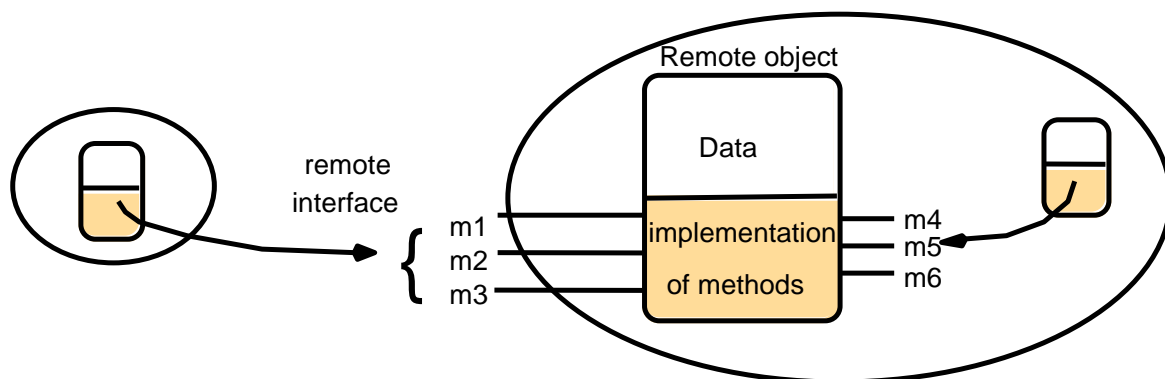 Remote object
remote
interface
{
Data
m1
m2
m3
implementation
of methods
m4
m5
m6